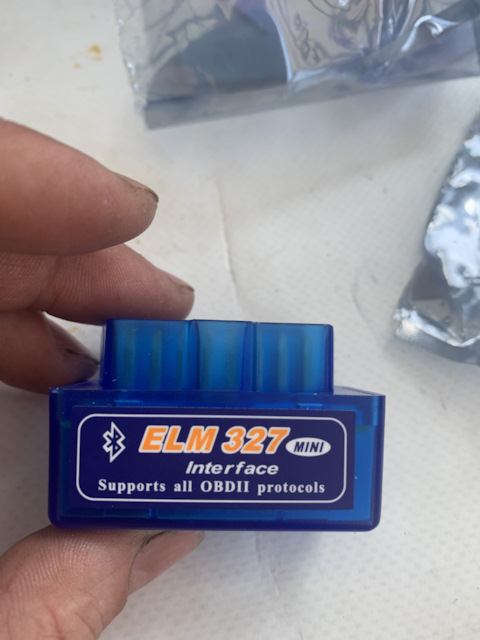 ELM 327 MINI
Interface
Supports all OBDII protocols